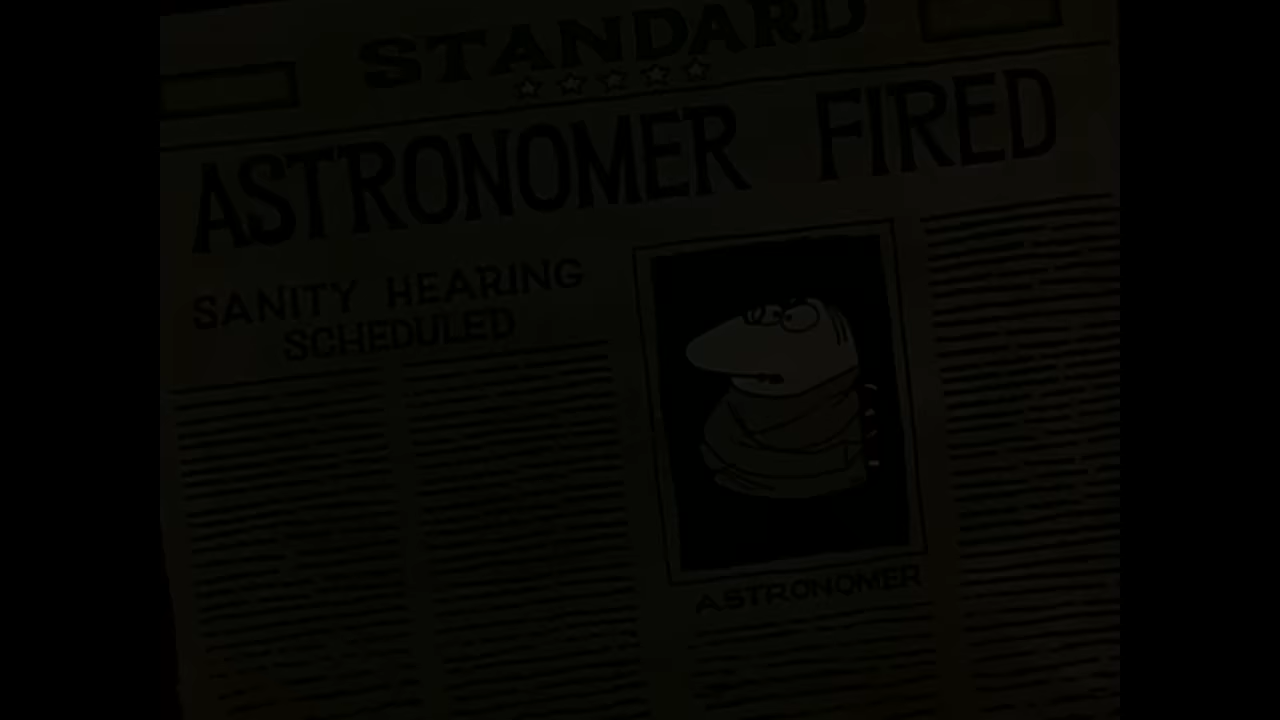 STANDARD
ASTRONOMER FIRED
SANITY HEARING
SCHEDULED
ASTRONOMER